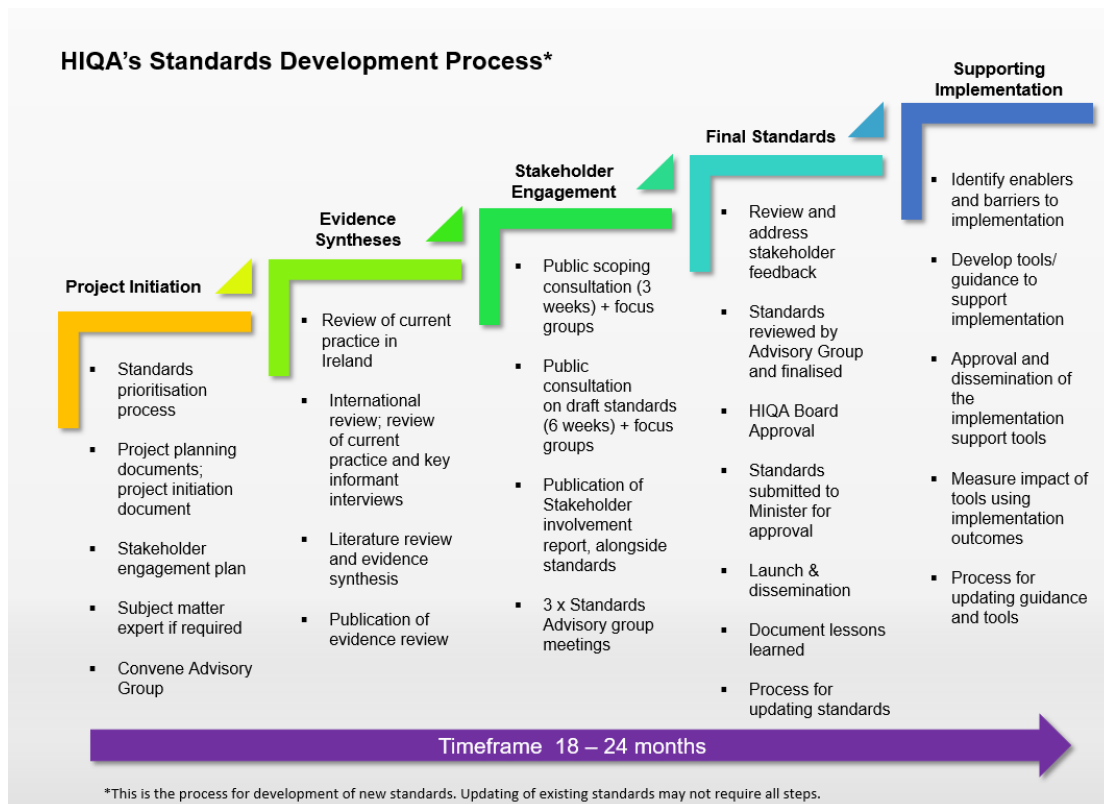 HIQA's Standards Development Process*
Project Initiation
▪ Standards
prioritisation
process
▪ Project planning
documents;
project initiation
document
▪ Stakeholder
engagement plan
▪ Subject matter
expert if required
▪ Convene Advisory
Group
Evidence
Syntheses
▪ Review of current
practice in
Ireland
▪ International
review; review
of current
practice and key
informant
interviews
▪ Literature review
and evidence
synthesis
▪ Publication of
evidence review
Stakeholder
Engagement
▪ Public scoping
consultation (3
weeks) + focus
groups
▪ Public
consultation
on draft standards
(6 weeks) + focus
groups
▪ Publication of
Stakeholder
involvement
report, alongside
standards
▪ 3 x Standards
Advisory group
meetings
Final Standards
▪ Review and
address
stakeholder
feedback
▪ Standards
reviewed by
Advisory Group
and finalised
▪ HIQA Board
Approval
▪ Standards
submitted to
Minister for
approval
▪ Launch &
dissemination
▪ Document lessons
learned
▪ Process for
updating standards
Supporting
Implementation
▪ Identify enablers
and barriers to
implementation
▪ Develop tools/
guidance to
support
implementation
▪ Approval and
dissemination of
the
implementation
support tools
▪ Measure impact of
tools using
implementation
outcomes
▪ Process for
updating guidance
and tools
Timeframe 18 – 24 months
*This is the process for development of new standards. Updating of existing standards may not require all steps.